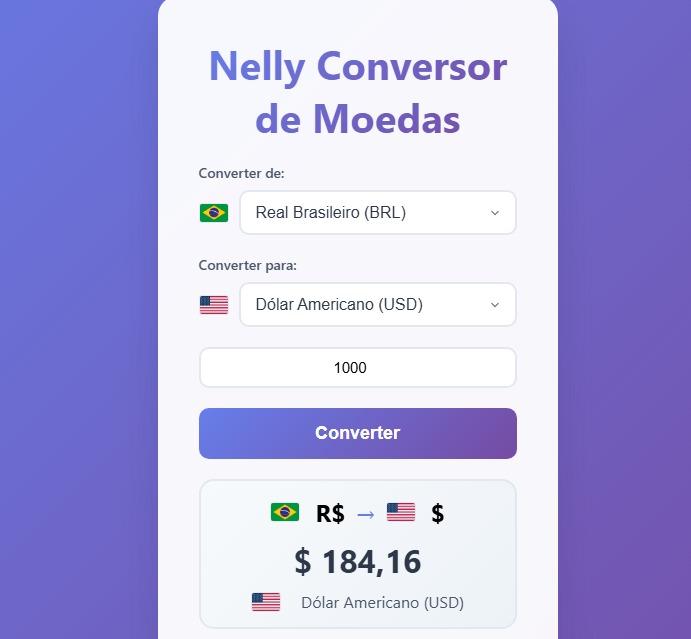 Nelly Conversor
de Moedas
Converter de:
Real Brasileiro (BRL)
Converter para:
Dólar Americano (USD)
1000
Converter
R$ → $
$ 184,16
Dólar Americano (USD)